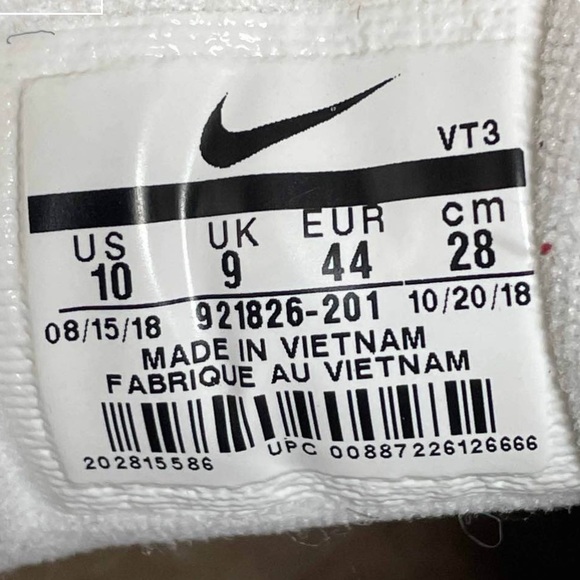 VT3
US UK EUR cm
10 9 44 28
08/15/18 921826-201 10/20/18
MADE IN VIETNAM
FABRIQUE AU VIETNAM
202815586 UPC 00887226126666